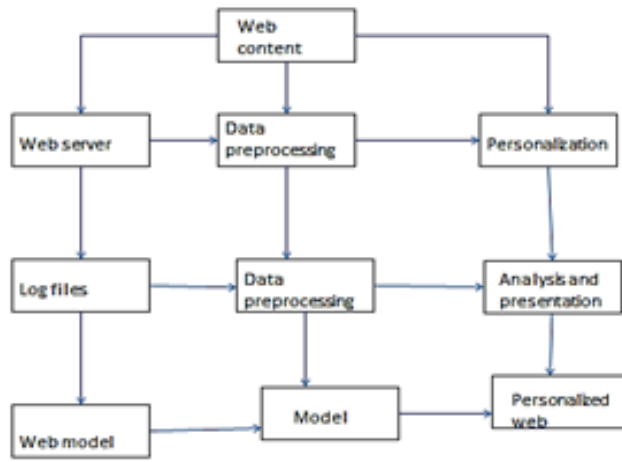 Web
content
Web server
Data
preprocessing
Personalization
Log files
Data
preprocessing
Analysis and
presentation
Web model
Model
Personalized
web